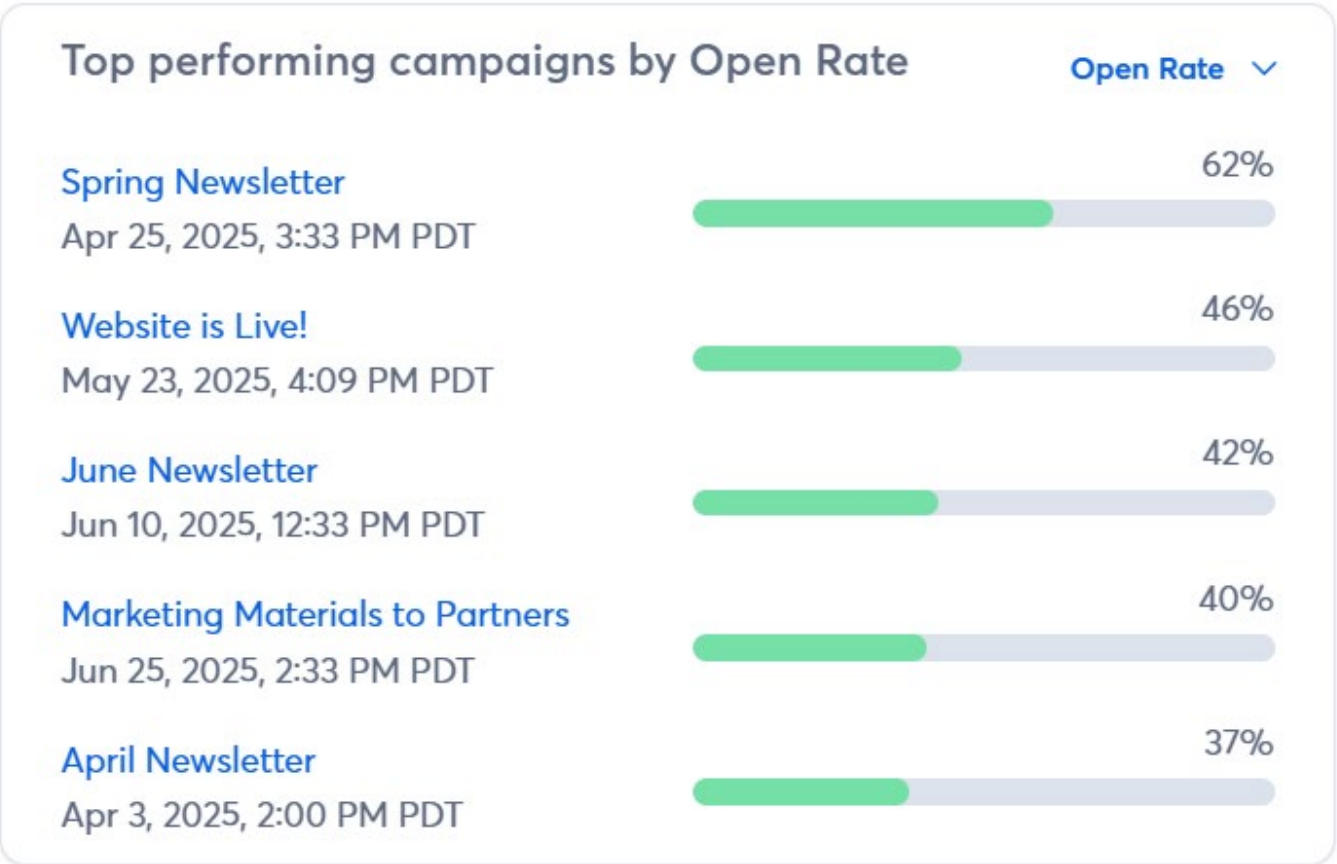 Top performing campaigns by Open Rate
Open Rate
Spring Newsletter
62%
Apr 25, 2025, 3:33 PM PDT
Website is Live!
46%
May 23, 2025, 4:09 PM PDT
June Newsletter
42%
Jun 10, 2025, 12:33 PM PDT
Marketing Materials to Partners
40%
Jun 25, 2025, 2:33 PM PDT
April Newsletter
37%
Apr 3, 2025, 2:00 PM PDT